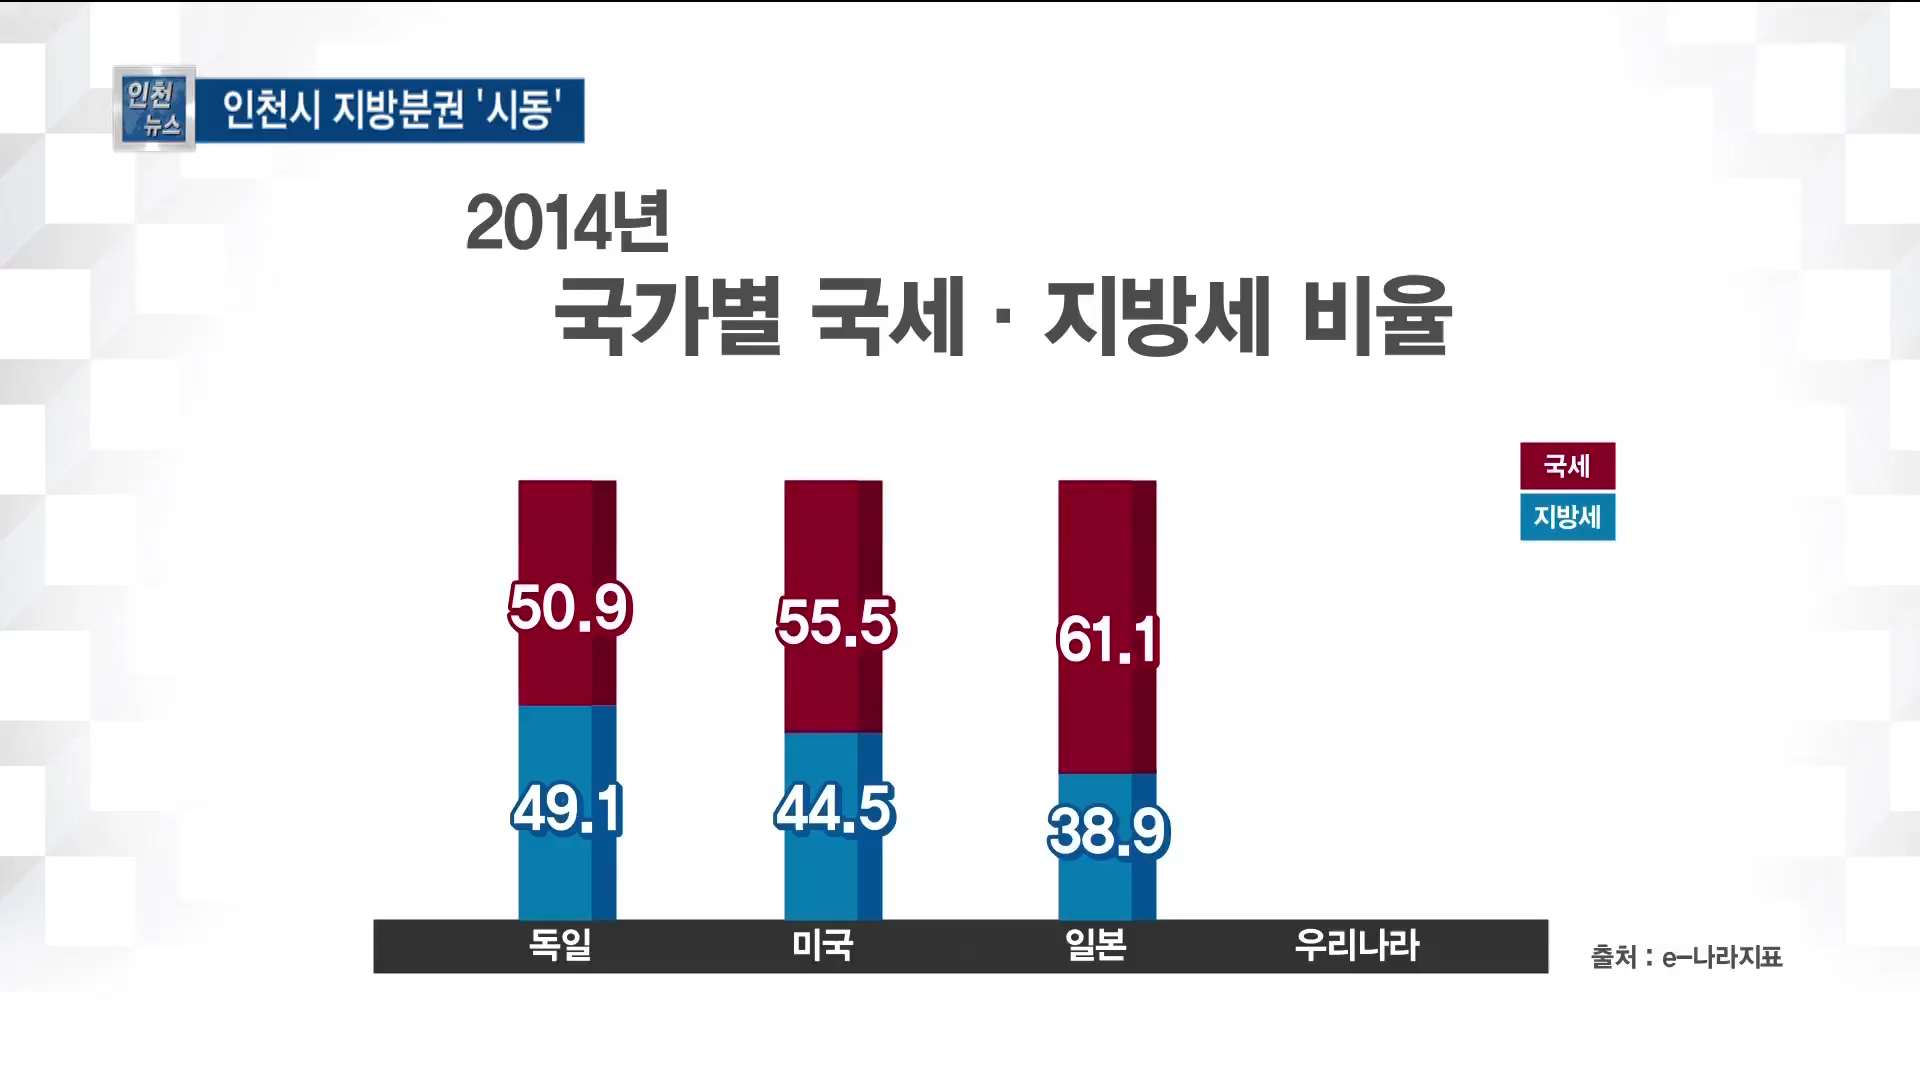 인천
뉴스
인천시 지방분권 '시동'
2014년
국가별 국세 · 지방세 비율
국세
지방세
50.9 55.5 61.1
49.1 44.5 38.9
독일 미국 일본 우리나라
출처 : e-나라지표